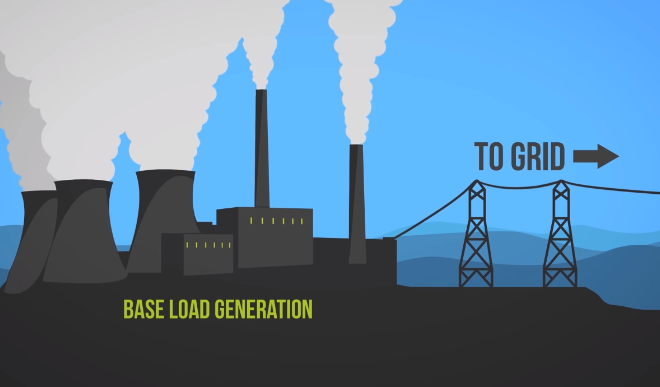 TO GRID
BASE LOAD GENERATION